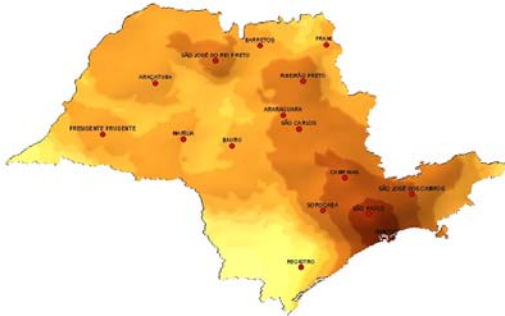 BARRETOS
FRANCA
SÃO JOSÉ DO RIO PRETO
RIBEIRÃO PRETO
ARAÇATUBA
ARARAQUARA
SÃO CARLOS
PRESIDENTE PRUDENTE
MARÍLIA
BAURU
CAMPINAS
SÃO JOSÉ DOS CAMPOS
SOROCABA
SÃO PAULO
REGISTRO